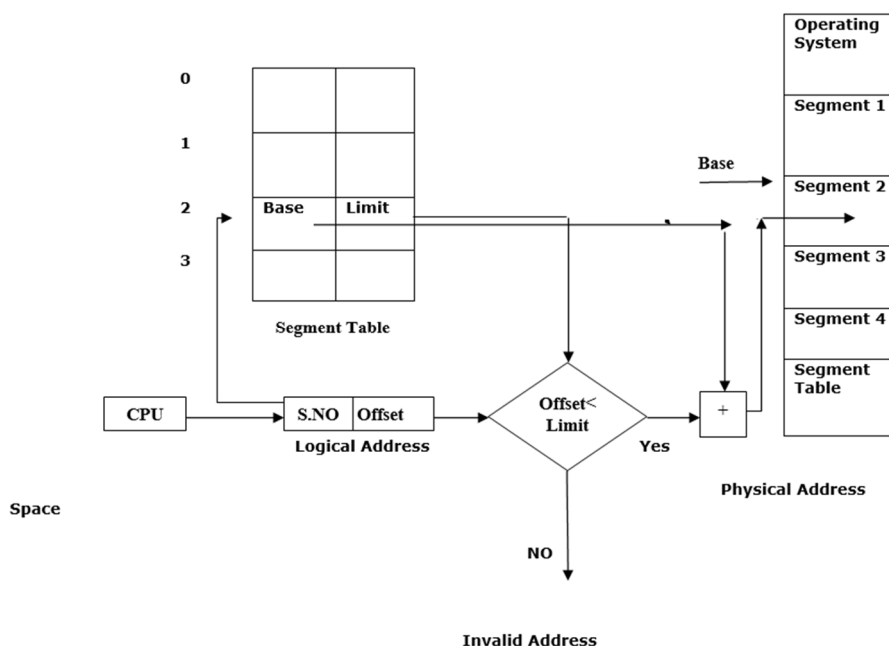 Operating
System
0
Segment 1
1
Base
Segment 2
2
Base
Limit
3
Segment 3
Segment 4
Segment Table
Segment
Table
CPU
S.NO
Offset
Offset<
Limit
+
Logical Address
Yes
Physical Address
Space
NO
Invalid Address